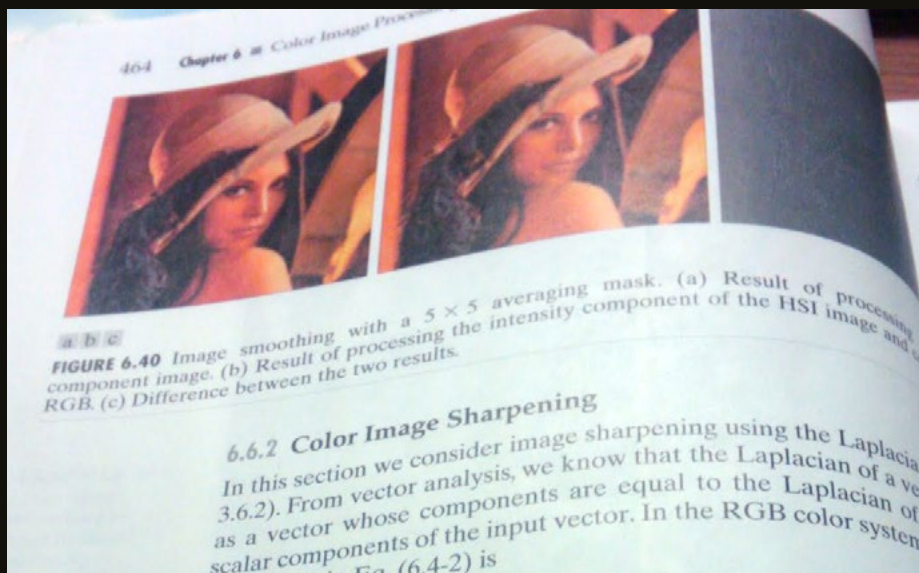 464 Chapter 6 ■ Color Image
a b c
FIGURE 6.40 Image smoothing with a 5 × 5 averaging mask. (a) Result of processing
component image. (b) Result of processing the intensity component of the HSI image and
RGB. (c) Difference between the two results.
6.6.2 Color Image Sharpening
In this section we consider image sharpening using the
3.6.2). From vector analysis, we know that the Laplacian of a
as a vector whose components are equal to the Laplacian of
scalar components of the input vector. In the RGB color system
Eq. (6.4-2) is